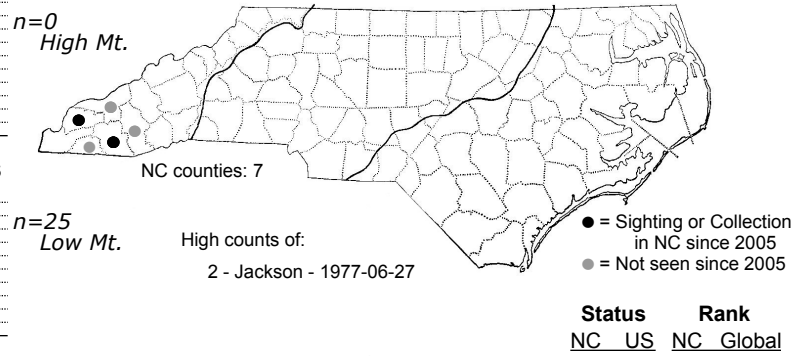 n=0
High Mt.
NC counties: 7
n=25
Low Mt.
High counts of:
2 - Jackson - 1977-06-27
● = Sighting or Collection
in NC since 2005
● = Not seen since 2005
Status Rank
NC US NC Global